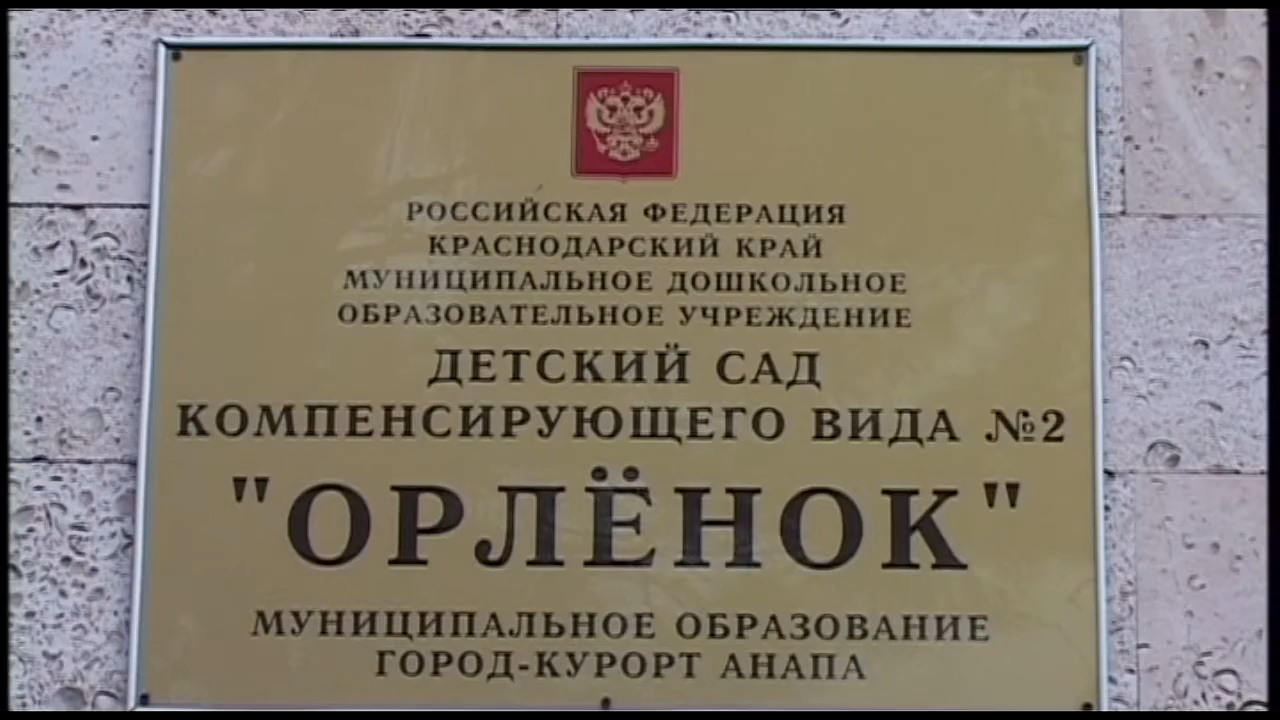 РОССИЙСКАЯ ФЕДЕРАЦИЯ
КРАСНОДАРСКИЙ КРАЙ
МУНИЦИПАЛЬНОЕ ДОШКОЛЬНОЕ
ОБРАЗОВАТЕЛЬНОЕ УЧРЕЖДЕНИЕ
ДЕТСКИЙ САД
КОМПЕНСИРУЮЩЕГО ВИДА №2
"ОРЛЁНОК"
МУНИЦИПАЛЬНОЕ ОБРАЗОВАНИЕ
ГОРОД-КУРОРТ АНАПА